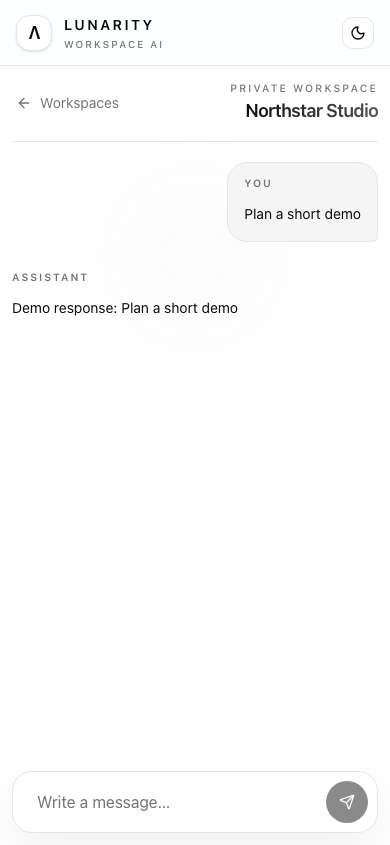 Λ
LUNARITY
WORKSPACE AI
Workspaces
PRIVATE WORKSPACE
Northstar Studio
YOU
Plan a short demo
ASSISTANT
Demo response: Plan a short demo
Write a message...